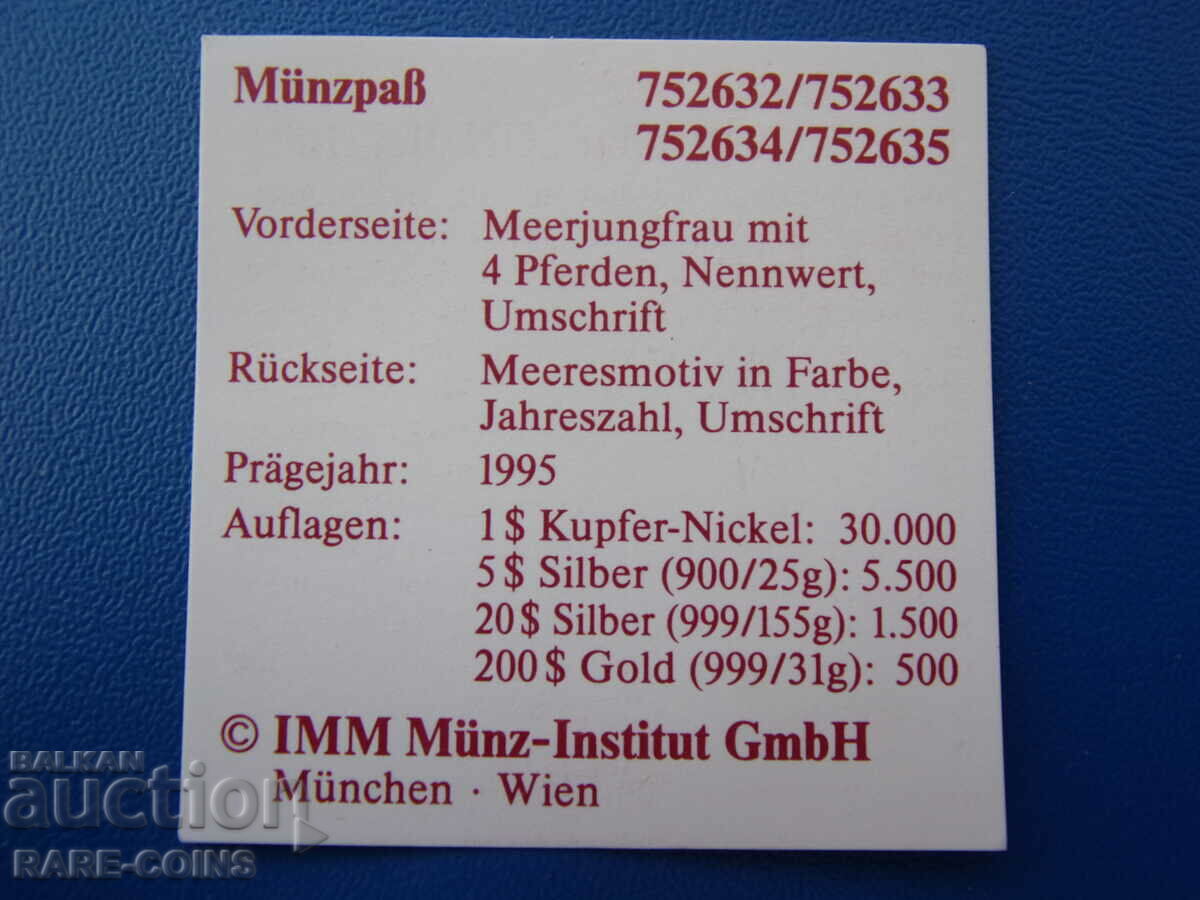 Münzpaß 752632/752633
752634/752635
Vorderseite: Meerjungfrau mit
4 Pferden, Nennwert,
Umschrift
Rückseite: Meeresmotiv in Farbe,
Jahreszahl, Umschrift
Prägejahr: 1995
Auflagen: 1 $ Kupfer-Nickel: 30.000
5 $ Silber (900/25g): 5.500
20 $ Silber (999/155g): 1.500
200 $ Gold (999/31g): 500
© IMM Münz-Institut GmbH
München · Wien
BALKAN
auction
RARE-COINS